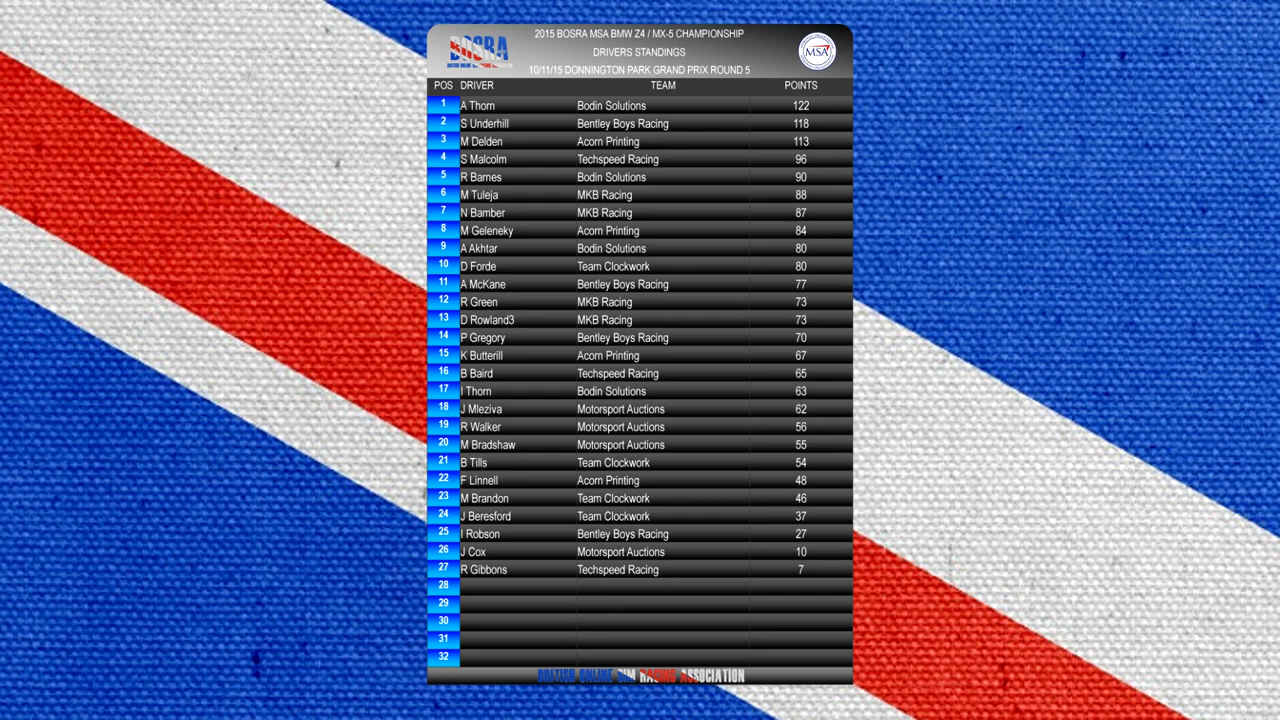 2015 BOSRA MSA BMW Z4 / MX-5 CHAMPIONSHIP
BOSRA
DRIVERS STANDINGS
MSA
10/11/15 DONNINGTON PARK GRAND PRIX ROUND 5
POS DRIVER TEAM POINTS
1 A Thorn Bodin Solutions 122
2 S Underhill Bentley Boys Racing 118
3 M Delden Acorn Printing 113
4 S Malcolm Techspeed Racing 96
5 R Barnes Bodin Solutions 90
6 M Tuleja MKB Racing 88
7 N Bamber MKB Racing 87
8 M Geleneky Acorn Printing 84
9 A Akhtar Bodin Solutions 80
10 D Forde Team Clockwork 80
11 A McKane Bentley Boys Racing 77
12 R Green MKB Racing 73
13 D Rowland3 MKB Racing 73
14 P Gregory Bentley Boys Racing 70
15 K Butterill Acorn Printing 67
16 B Baird Techspeed Racing 65
17 I Thorn Bodin Solutions 63
18 J Mleziva Motorsport Auctions 62
19 R Walker Motorsport Auctions 56
20 M Bradshaw Motorsport Auctions 55
21 B Tills Team Clockwork 54
22 F Linnell Acorn Printing 48
23 M Brandon Team Clockwork 46
24 J Beresford Team Clockwork 37
25 I Robson Bentley Boys Racing 27
26 J Cox Motorsport Auctions 10
27 R Gibbons Techspeed Racing 7
28
29
30
31
32
BRITISH ONLINE SIM RACING ASSOCIATION